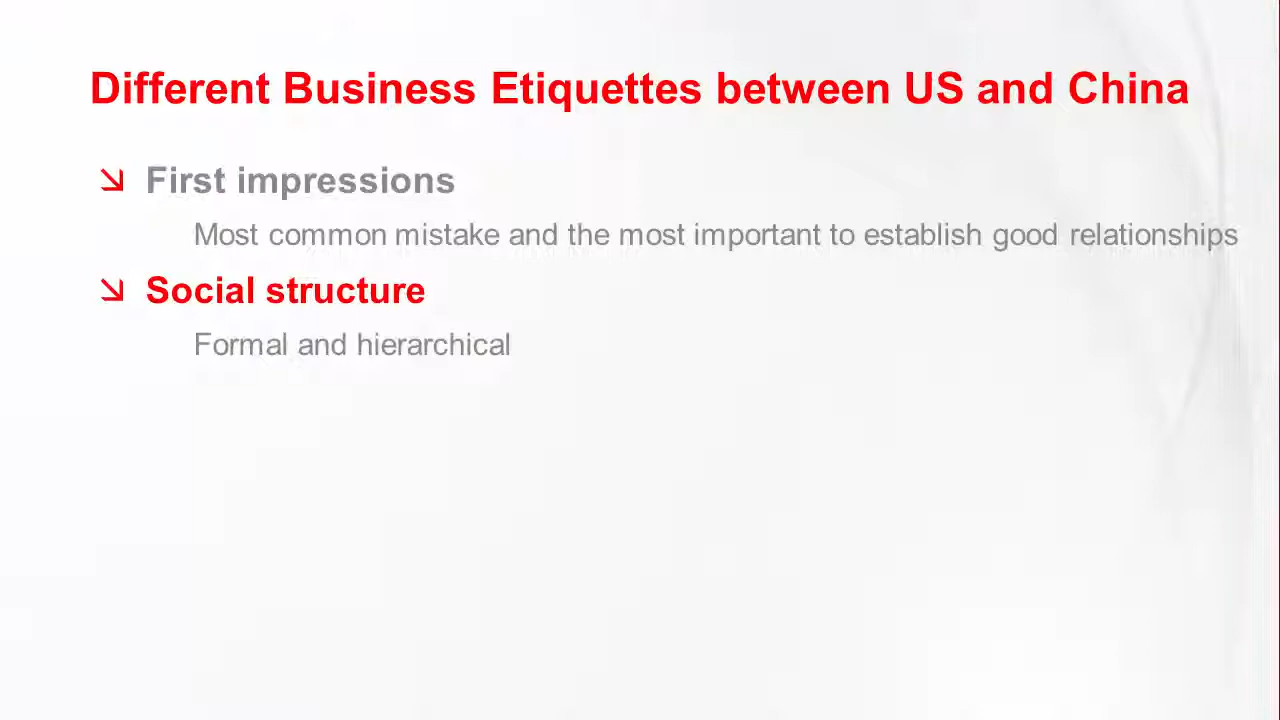 Different Business Etiquettes between US and China
First impressions
Most common mistake and the most important to establish good relationships
Social structure
Formal and hierarchical